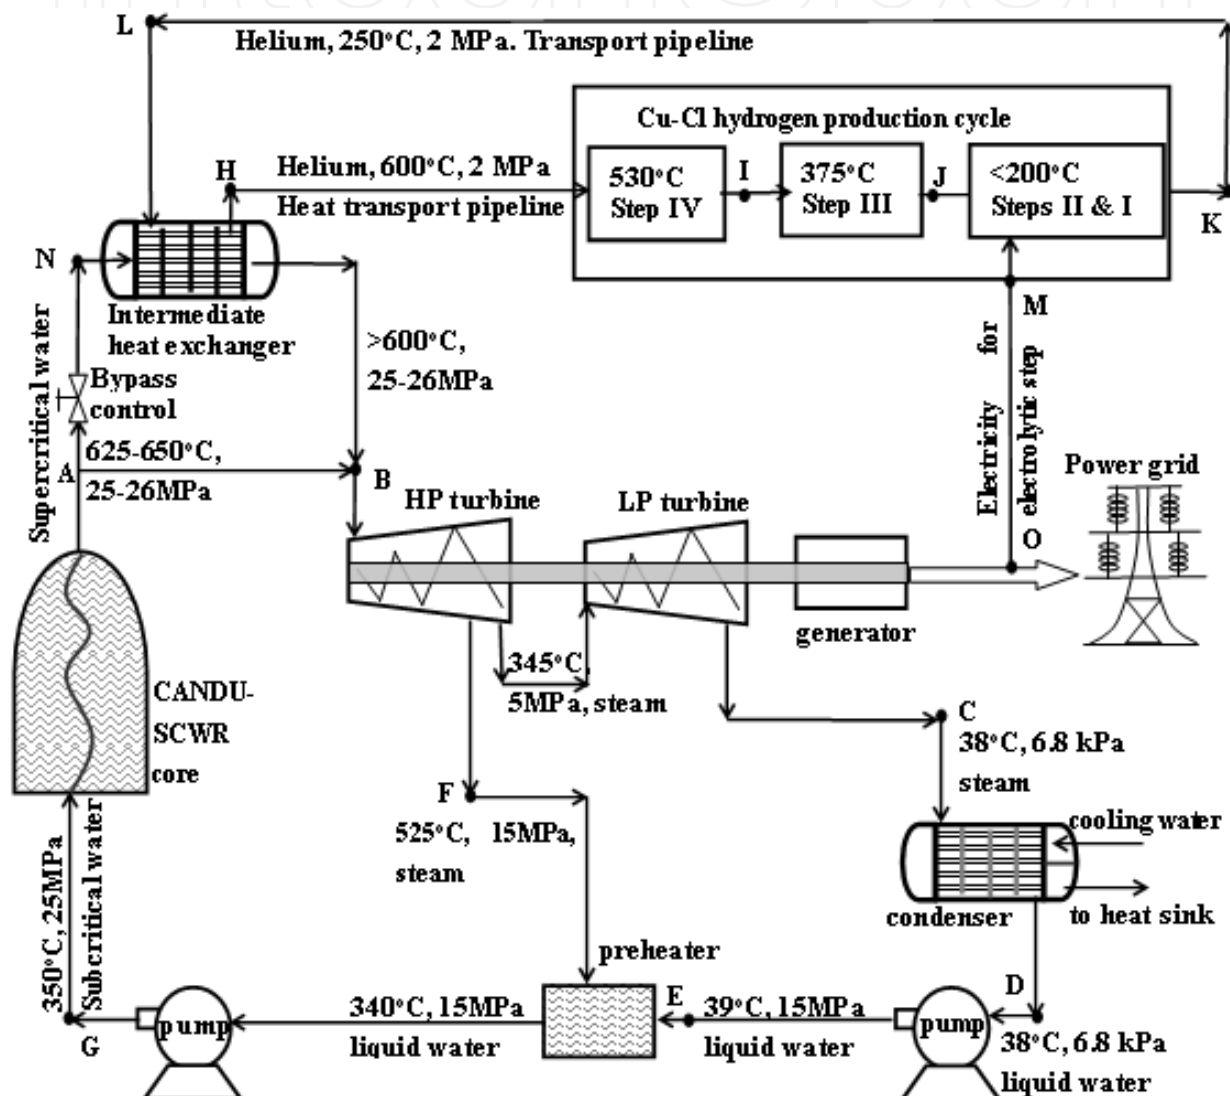 L
Helium, 250°C, 2 MPa. Transport pipeline
Cu-Cl hydrogen production cycle
H
Helium, 600°C, 2 MPa
Heat transport pipeline
530°C
Step IV
I
375°C
Step III
J
<200°C
Steps II & I
K
N
Intermediate
heat exchanger
Supercritical water
Bypass
control
>600°C,
25-26MPa
M
Electricity for
electrolytic step
A
625-650°C,
25-26MPa
B
HP turbine
LP turbine
O
Power grid
generator
345°C,
5MPa, steam
CANDU-
SCWR
core
C
38°C, 6.8 kPa
steam
F
525°C, 15MPa,
steam
cooling water
condenser
to heat sink
350°C, 25MPa
Subcritical water
preheater
G
pump
340°C, 15MPa
liquid water
E
39°C, 15MPa
liquid water
pump
D
38°C, 6.8 kPa
liquid water